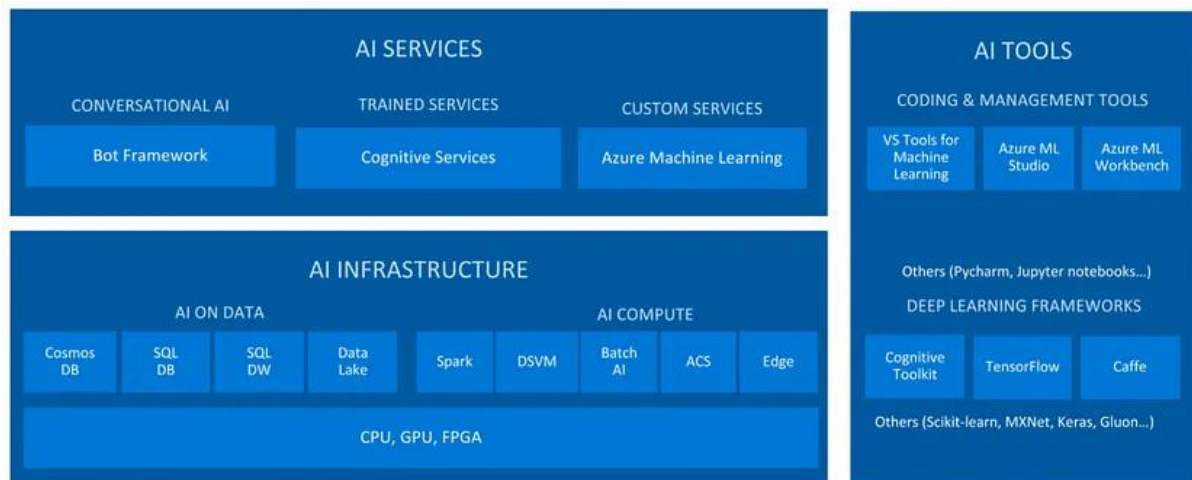 AI SERVICES
CONVERSATIONAL AI
Bot Framework
TRAINED SERVICES
Cognitive Services
CUSTOM SERVICES
Azure Machine Learning
AI INFRASTRUCTURE
AI ON DATA
Cosmos
DB
SQL
DB
SQL
DW
Data
Lake
AI COMPUTE
Spark
DSVM
Batch
AI
ACS
Edge
CPU, GPU, FPGA
AI TOOLS
CODING & MANAGEMENT TOOLS
VS Tools for
Machine
Learning
Azure ML
Studio
Azure ML
Workbench
Others (Pycharm, Jupyter notebooks...)
DEEP LEARNING FRAMEWORKS
Cognitive
Toolkit
TensorFlow
Caffe
Others (Scikit-learn, MXNet, Keras, Gluon...)